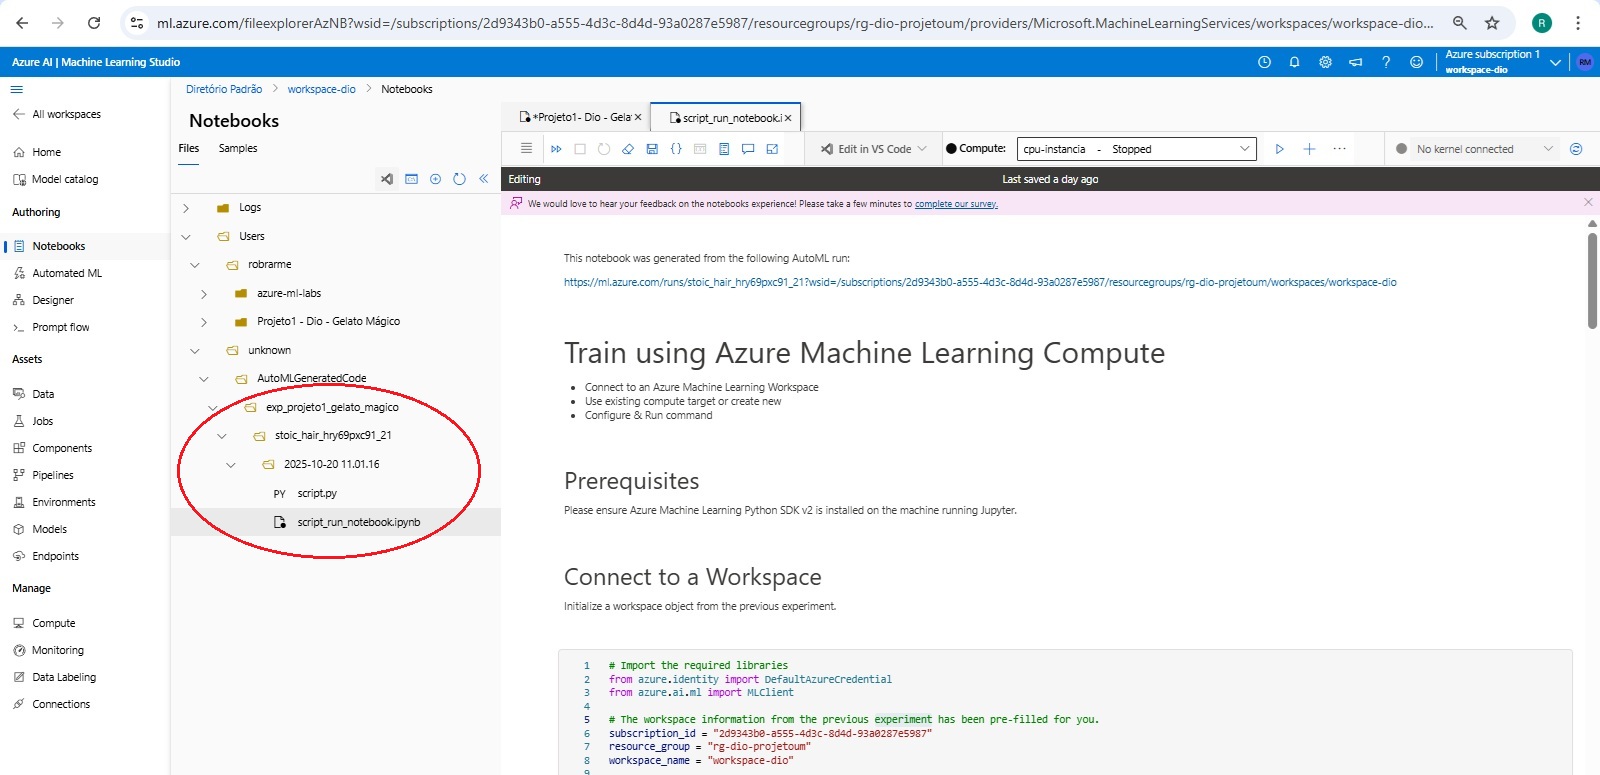 ml.azure.com/fileexplorerAzNB?wsid=/subscriptions/2d9343b0-a555-4d3c-8d4d-93a0287e5987/resourcegroups/rg-dio-projetoum/providers/Microsoft.MachineLearningServices/workspaces/workspace-dio...
R
Azure AI | Machine Learning Studio
?
Azure subscription 1
workspace-dio
RM
All workspaces
Home
Model catalog
Authoring
Notebooks
Automated ML
Designer
Prompt flow
Assets
Data
Jobs
Components
Pipelines
Environments
Models
Endpoints
Manage
Compute
Monitoring
Data Labeling
Connections
Diretório Padrão > workspace-dio > Notebooks
Notebooks
Files Samples
Logs
Users
robrarme
azure-ml-labs
Projeto1 - Dio - Gelato Mágico
unknown
AutoMLGeneratedCode
exp_projeto1_gelato_magico
stoic_hair_hry69pxc91_21
2025-10-20 11.01.16
PY script.py
script_run_notebook.ipynb
*Projeto1- Dio - Gela
script_run_notebook.i
Edit in VS Code
Compute: cpu-instancia - Stopped
No kernel connected
Editing
Last saved a day ago
We would love to hear your feedback on the notebooks experience! Please take a few minutes to complete our survey.
This notebook was generated from the following AutoML run:
https://ml.azure.com/runs/stoic_hair_hry69pxc91_21?wsid=/subscriptions/2d9343b0-a555-4d3c-8d4d-93a0287e5987/resourcegroups/rg-dio-projetoum/workspaces/workspace-dio
Train using Azure Machine Learning Compute
• Connect to an Azure Machine Learning Workspace
• Use existing compute target or create new
• Configure & Run command
Prerequisites
Please ensure Azure Machine Learning Python SDK v2 is installed on the machine running Jupyter.
Connect to a Workspace
Initialize a workspace object from the previous experiment.
1 # Import the required libraries
2 from azure.identity import DefaultAzureCredential
3 from azure.ai.ml import MLClient
4
5 # The workspace information from the previous experiment has been pre-filled for you.
6 subscription_id = "2d9343b0-a555-4d3c-8d4d-93a0287e5987"
7 resource_group = "rg-dio-projetoum"
8 workspace_name = "workspace-dio"
9